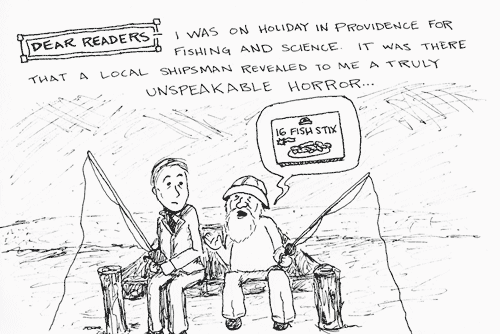 DEAR READERS
I WAS ON HOLIDAY IN PROVIDENCE FOR
FISHING AND SCIENCE. IT WAS THERE
THAT A LOCAL SHIPSMAN REVEALED TO ME A TRULY
UNSPEAKABLE HORROR...
16 FISH STIX